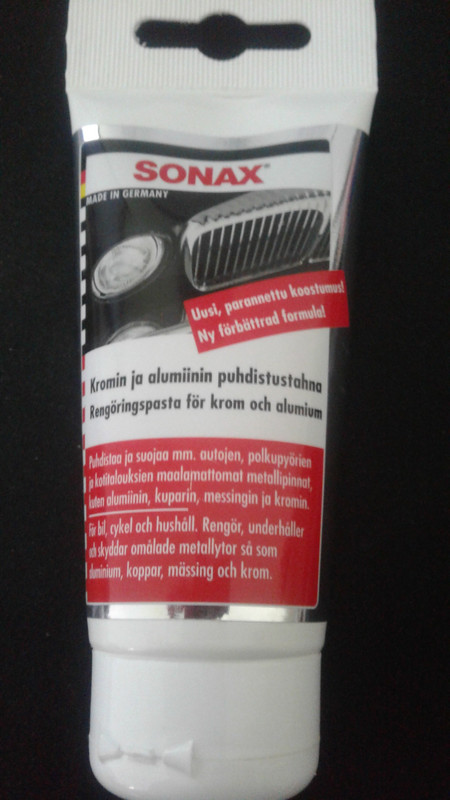 SONAX®
MADE IN GERMANY
Uusi, parannettu koostumus!
Ny förbättrad formula!
Kromin ja alumiinin puhdistustahna
Rengöringspasta för krom och alumium
Puhdistaa ja suojaa mm. autojen, polkupyörien
ja kotitalouksien maalamattomat metallipinnat,
kuten alumiinin, kuparin, messingin ja kromin.
För bil, cykel och hushåll. Rengör, underhåller
och skyddar omålade metallytor så som
aluminium, koppar, mässing och krom.